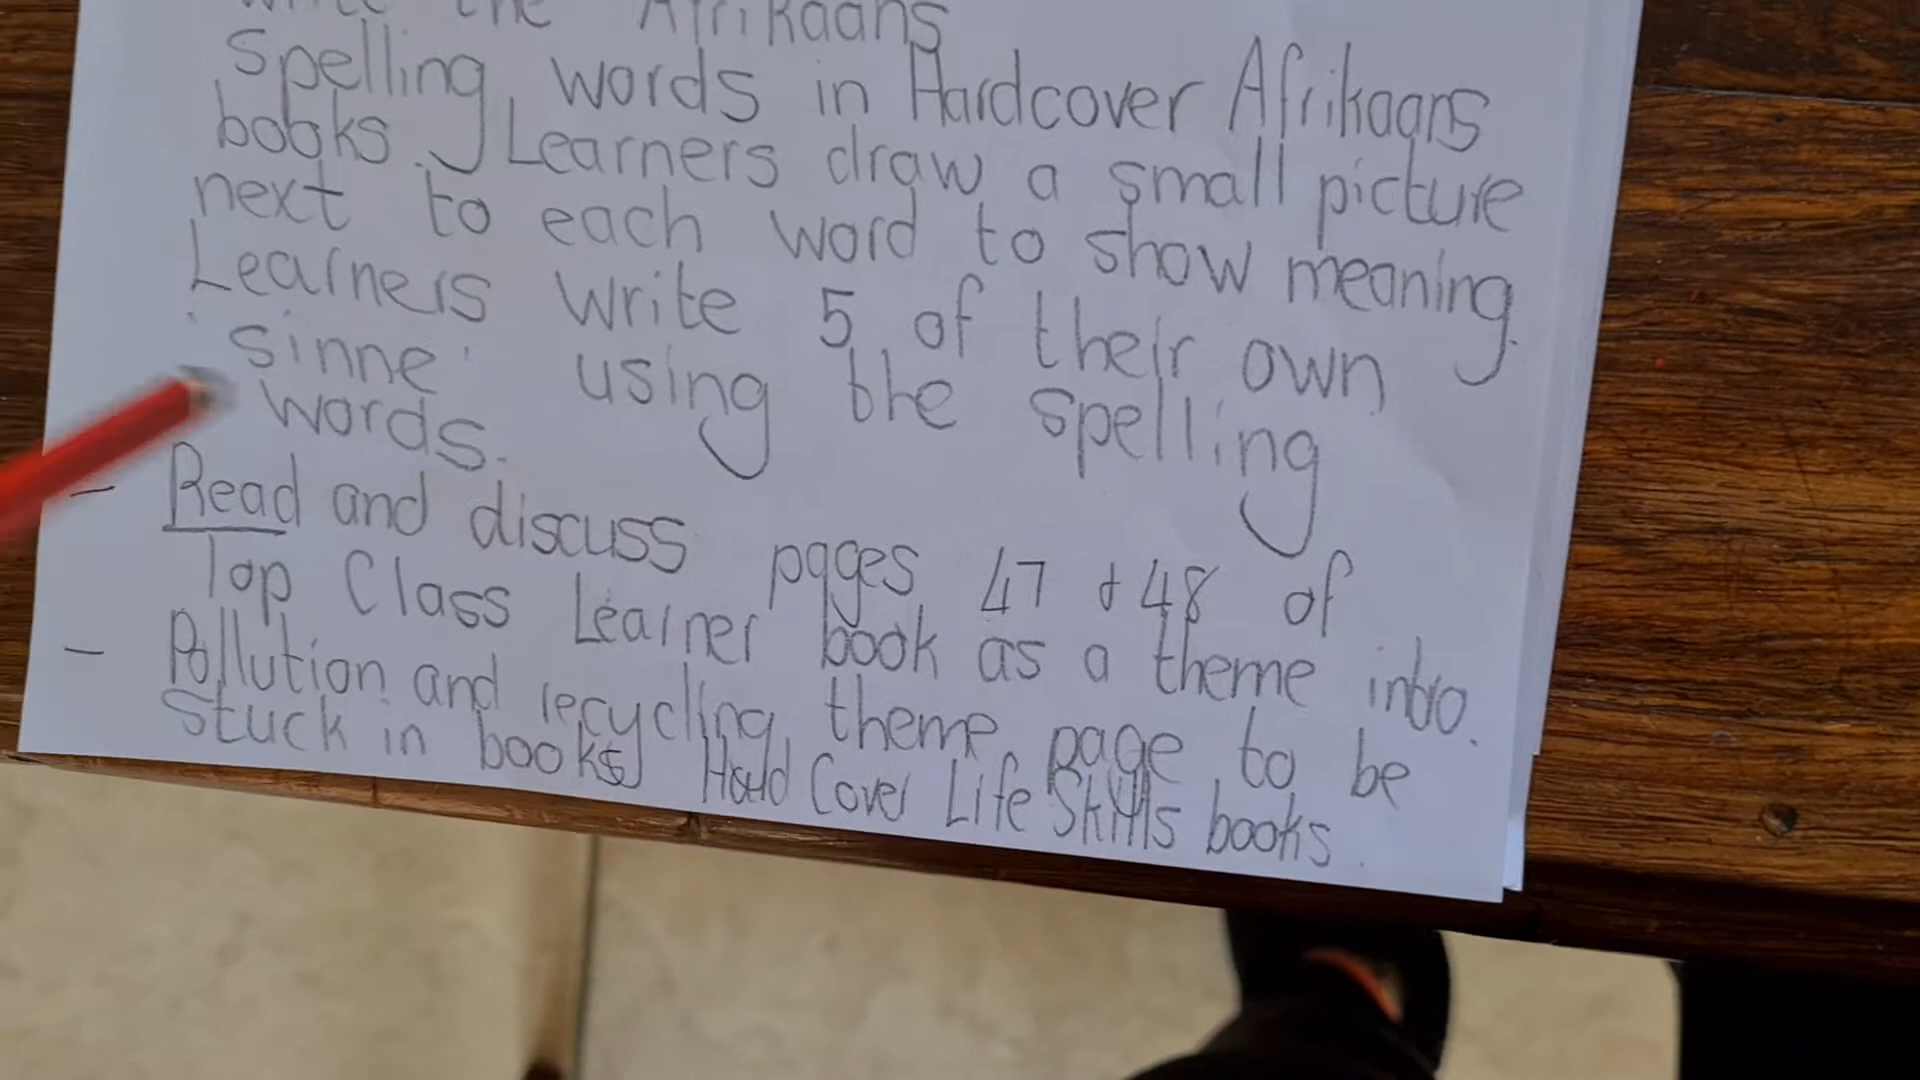 write the Afrikaans
Spelling words in Hardcover Afrikaans
books. Learners draw a small picture
next to each word to show meaning.
Learners write 5 of their own
'sinne' using the spelling
words.
- Read and discuss pages 47 + 48 of
Top Class Learner book as a theme intro.
- Pollution and recycling theme page to be
stuck in books Hard Cover Life Skills books.